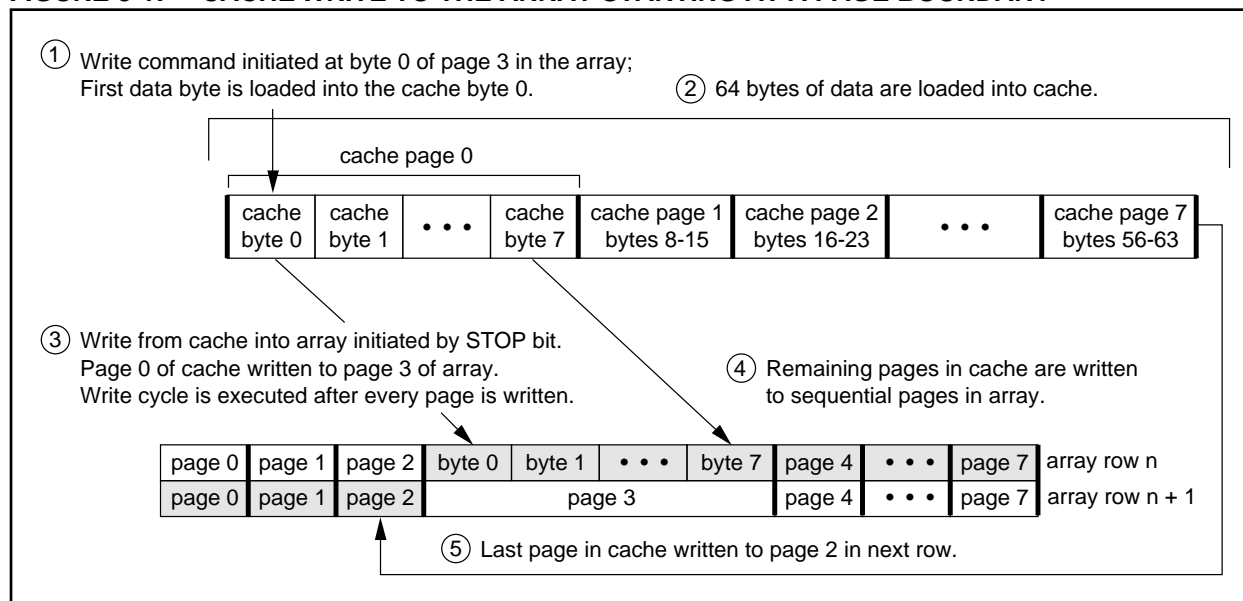 ① Write command initiated at byte 0 of page 3 in the array;
First data byte is loaded into the cache byte 0.
② 64 bytes of data are loaded into cache.
cache page 0
cache byte 0
cache byte 1
• • •
cache byte 7
cache page 1 bytes 8-15
cache page 2 bytes 16-23
• • •
cache page 7 bytes 56-63
③ Write from cache into array initiated by STOP bit.
Page 0 of cache written to page 3 of array.
Write cycle is executed after every page is written.
④ Remaining pages in cache are written
to sequential pages in array.
page 0 page 1 page 2 byte 0 byte 1 • • • byte 7 page 4 • • • page 7 array row n
page 0 page 1 page 2 page 3 page 4 • • • page 7 array row n + 1
⑤ Last page in cache written to page 2 in next row.